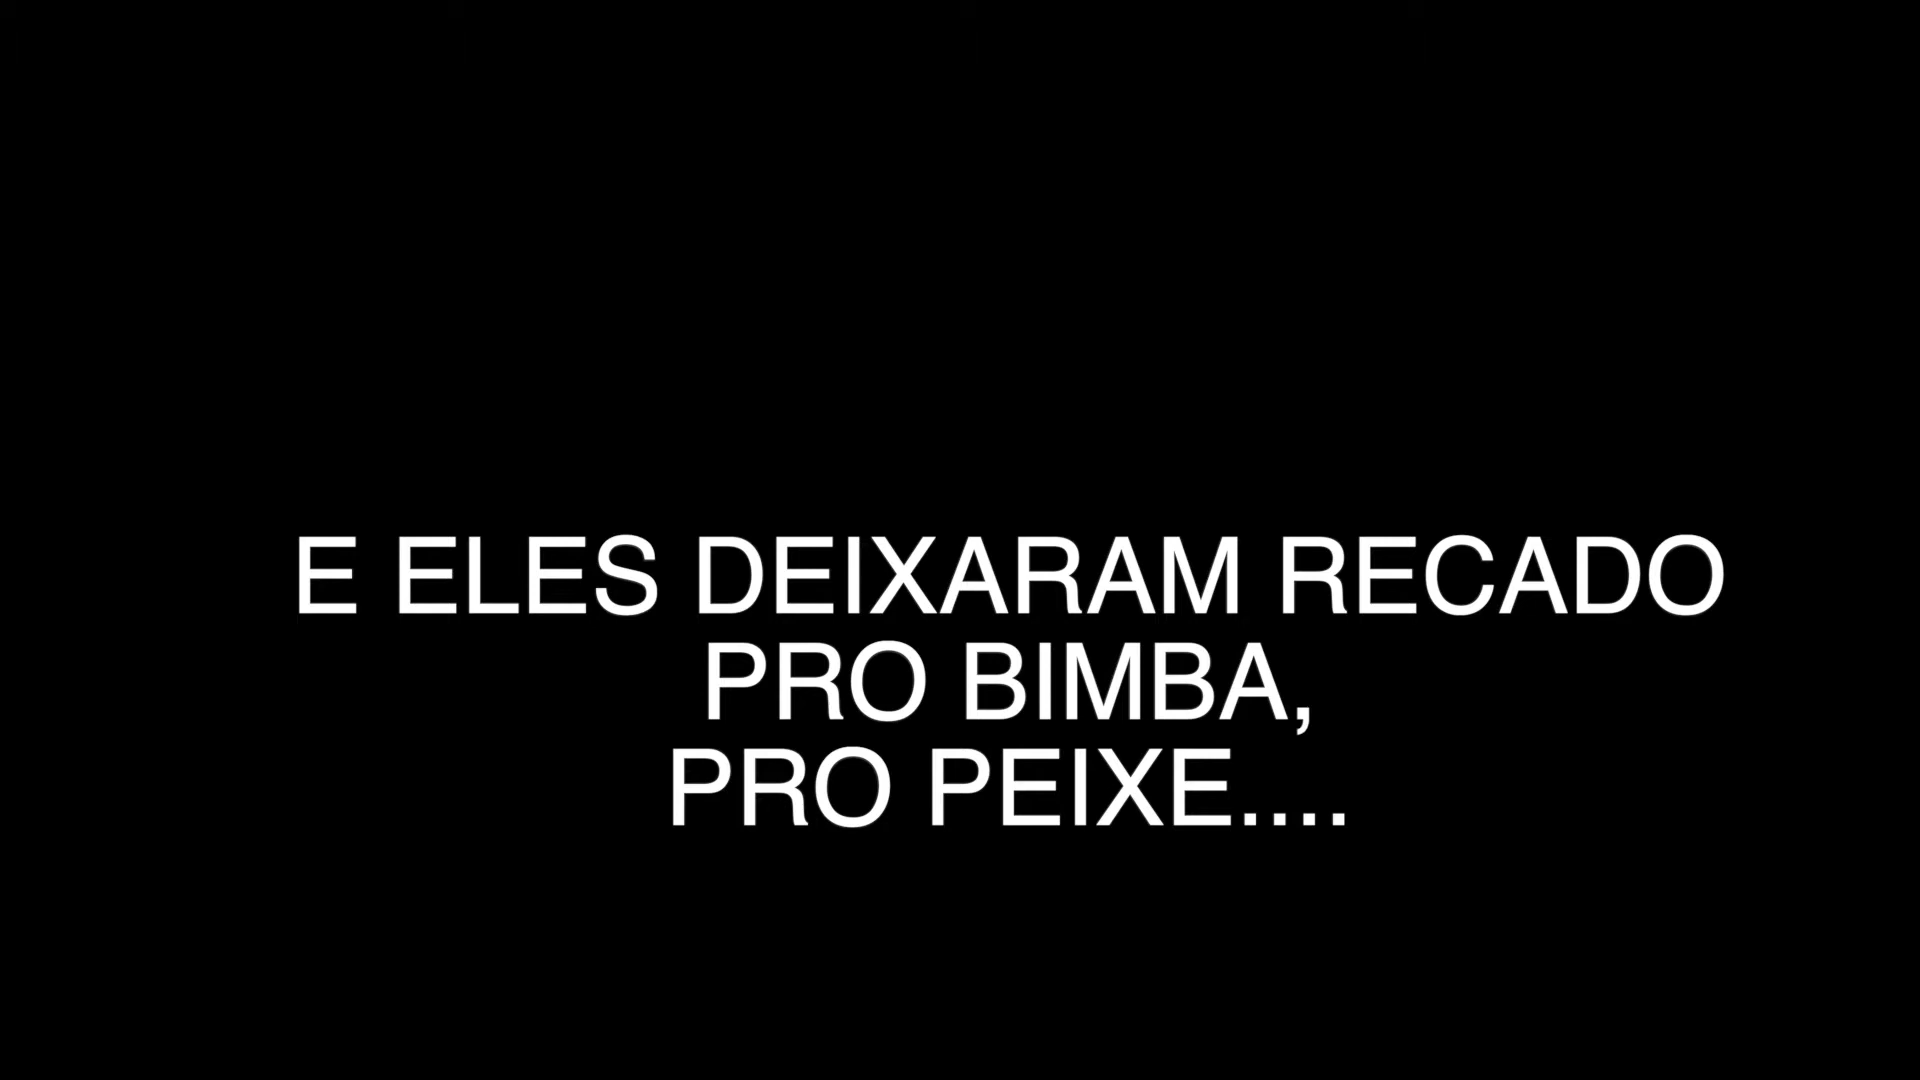 E ELES DEIXARAM RECADO
PRO BIMBA,
PRO PEIXE....